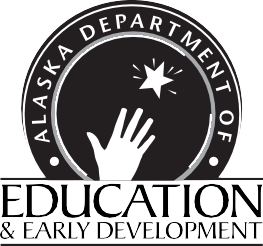 • ALASKA DEPARTMENT OF •
EDUCATION
& EARLY DEVELOPMENT